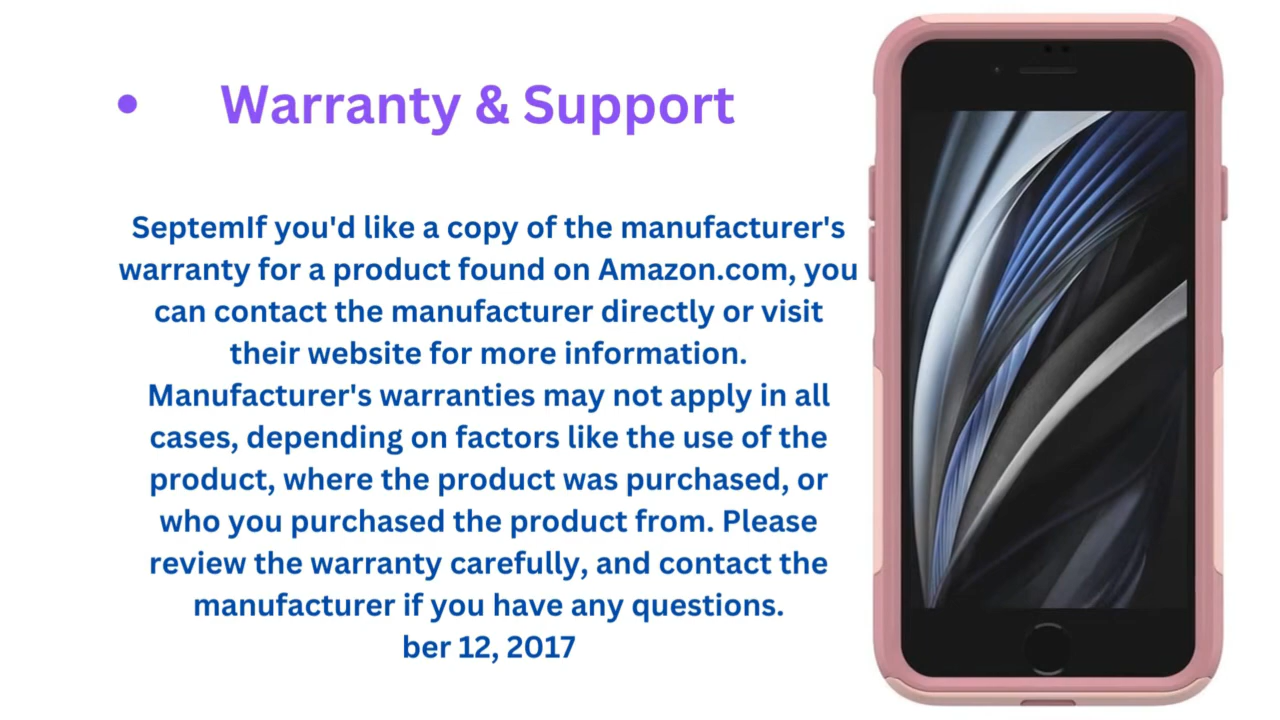 • Warranty & Support
SeptemIf you'd like a copy of the manufacturer's
warranty for a product found on Amazon.com, you
can contact the manufacturer directly or visit
their website for more information.
Manufacturer's warranties may not apply in all
cases, depending on factors like the use of the
product, where the product was purchased, or
who you purchased the product from. Please
review the warranty carefully, and contact the
manufacturer if you have any questions.
ber 12, 2017